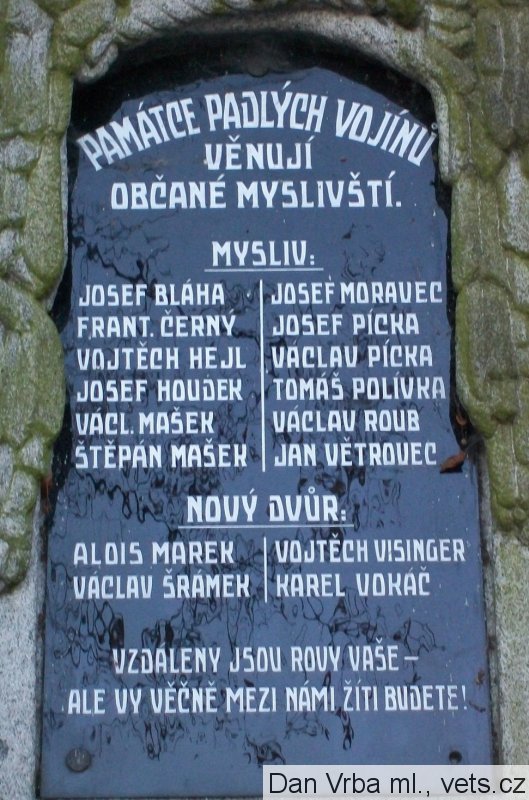 PAMÁTCE PADLÝCH VOJÍNŮ
VĚNUJÍ
OBČANÉ MYSLIVŠTÍ.
MYSLIV:
JOSEF BLÁHA
FRANT. ČERNÝ
VOJTĚCH HEJL
JOSEF HOUDEK
VÁCL. MAŠEK
ŠTĚPÁN MAŠEK
JOSEF MORAVEC
JOSEF PÍCKA
VÁCLAV PÍCKA
TOMÁŠ POLÍVKA
VÁCLAV ROUB
JAN VĚTROVEC
NOVÝ DVŮR:
ALOIS MAREK
VÁCLAV ŠRÁMEK
VOJTĚCH VISINGER
KAREL VOKÁČ
VZDÁLENY JSOU ROVY VAŠE –
ALE VY VĚČNĚ MEZI NÁMI ŽÍTI BUDETE!
Dan Vrba ml., vets.cz